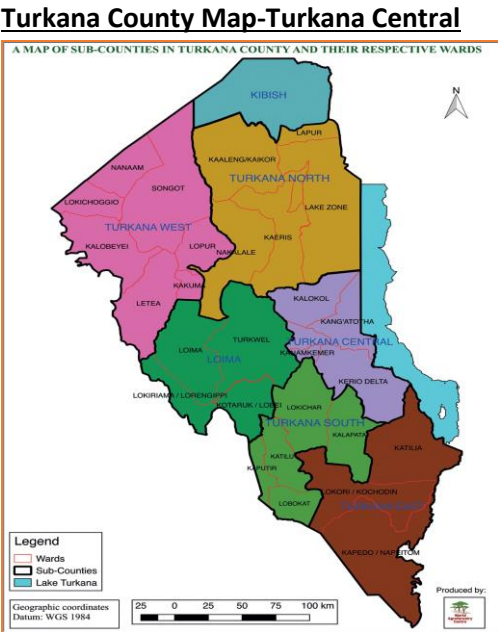 Turkana County Map-Turkana Central
A MAP OF SUB-COUNTIES IN TURKANA COUNTY AND THEIR RESPECTIVE WARDS
KIBISH
N
LAPUR
KAALENG/KAIKOR
NANAAM
TURKANA NORTH
SONGOT
LOKICHOGGIO
LAKE ZONE
TURKANA WEST
KAERIS
KALOBEYEI
LOPUR
NAKALALE
KAKUMA
LETEA
KALOKOL
KANG'ATOTHA
TURKWEL
TURKANA CENTRAL
LOIMA
KANAMKEMER
LOIMA
KERIO DELTA
LOKIRIAMA / LORENGIPPI
KOTARUK / LOBEI
LOKICHAR
TURKANA SOUTH
KALAPATA
KATILIA
KATILU
KAPUTIR
LOKORI / KOCHODIN
LOBOKAT
KAPEDO / NAPEITOM
Legend
Wards
Sub-Counties
Lake Turkana
Geographic coordinates
Datum: WGS 1984
25 0 25 50 75 100 km
Produced by:
World
Agroforestry
Centre